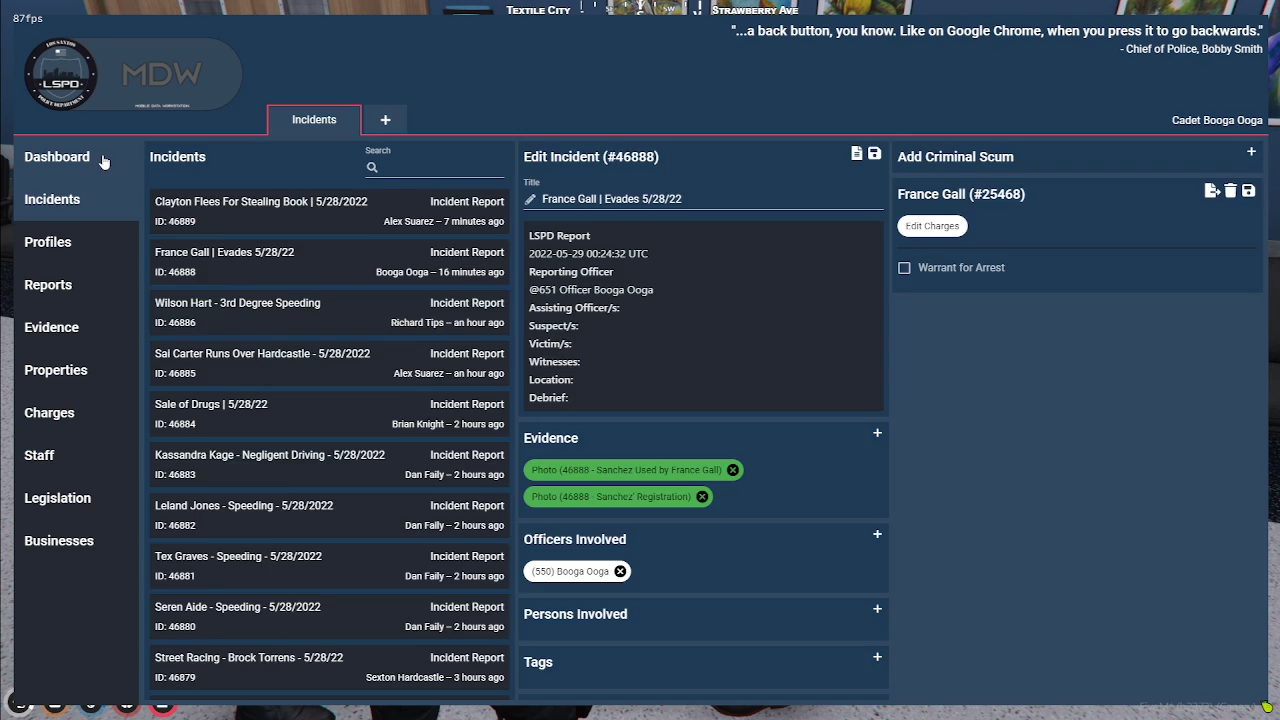 87fps
TEXTILE CITY
SW
STRAWBERRY AVE
"...a back button, you know. Like on Google Chrome, when you press it to go backwards."
- Chief of Police, Bobby Smith
LOS SANTOS
LSPD
POLICE DEPARTMENT
MDW
MOBILE DATA WORKSTATION
Incidents
+
Cadet Booga Ooga
Dashboard
Incidents
Profiles
Reports
Evidence
Properties
Charges
Staff
Legislation
Businesses
Incidents
Search
Clayton Flees For Stealing Book | 5/28/2022 Incident Report
ID: 46889 Alex Suarez – 7 minutes ago
France Gall | Evades 5/28/22 Incident Report
ID: 46888 Booga Ooga – 16 minutes ago
Wilson Hart - 3rd Degree Speeding Incident Report
ID: 46886 Richard Tips – an hour ago
Sai Carter Runs Over Hardcastle - 5/28/2022 Incident Report
ID: 46885 Alex Suarez – an hour ago
Sale of Drugs | 5/28/22 Incident Report
ID: 46884 Brian Knight – 2 hours ago
Kassandra Kage - Negligent Driving - 5/28/2022 Incident Report
ID: 46883 Dan Faily – 2 hours ago
Leland Jones - Speeding - 5/28/2022 Incident Report
ID: 46882 Dan Faily – 2 hours ago
Tex Graves - Speeding - 5/28/2022 Incident Report
ID: 46881 Dan Faily – 2 hours ago
Seren Aide - Speeding - 5/28/2022 Incident Report
ID: 46880 Dan Faily – 2 hours ago
Street Racing - Brock Torrens - 5/28/22 Incident Report
ID: 46879 Sexton Hardcastle – 3 hours ago
Edit Incident (#46888)
Title
France Gall | Evades 5/28/22
LSPD Report
2022-05-29 00:24:32 UTC
Reporting Officer
@651 Officer Booga Ooga
Assisting Officer/s:
Suspect/s:
Victim/s:
Witnesses:
Location:
Debrief:
Evidence +
Photo (46888 - Sanchez Used by France Gall)
Photo (46888 - Sanchez' Registration)
Officers Involved +
(550) Booga Ooga
Persons Involved +
Tags +
Add Criminal Scum +
France Gall (#25468)
Edit Charges
Warrant for Arrest